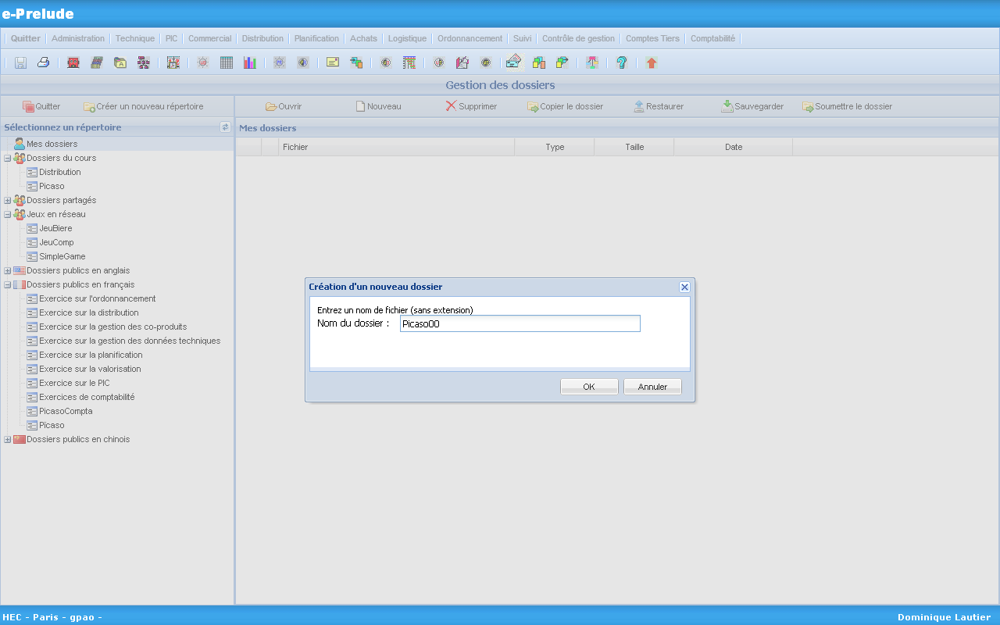 e-Prelude
Quitter Administration Technique PIC Commercial Distribution Planification Achats Logistique Ordonnancement Suivi Contrôle de gestion Comptes Tiers Comptabilité
Gestion des dossiers
Quitter Créer un nouveau répertoire Ouvrir Nouveau Supprimer Copier le dossier Restaurer Sauvegarder Soumettre le dossier
Sélectionnez un répertoire
Mes dossiers
Fichier Type Taille Date
Mes dossiers
Dossiers du cours
Distribution
Picaso
Dossiers partagés
Jeux en réseau
JeuBiere
JeuComp
SimpleGame
Dossiers publics en anglais
Dossiers publics en français
Exercice sur l'ordonnancement
Exercice sur la distribution
Exercice sur la gestion des co-produits
Exercice sur la gestion des données techniques
Exercice sur la planification
Exercice sur la valorisation
Exercice sur le PIC
Exercices de comptabilité
PicasoCompta
Pïcaso
Dossiers publics en chinois
Création d'un nouveau dossier
Entrez un nom de fichier (sans extension)
Nom du dossier : Picaso00
OK Annuler
HEC - Paris - gpao -
Dominique Lautier